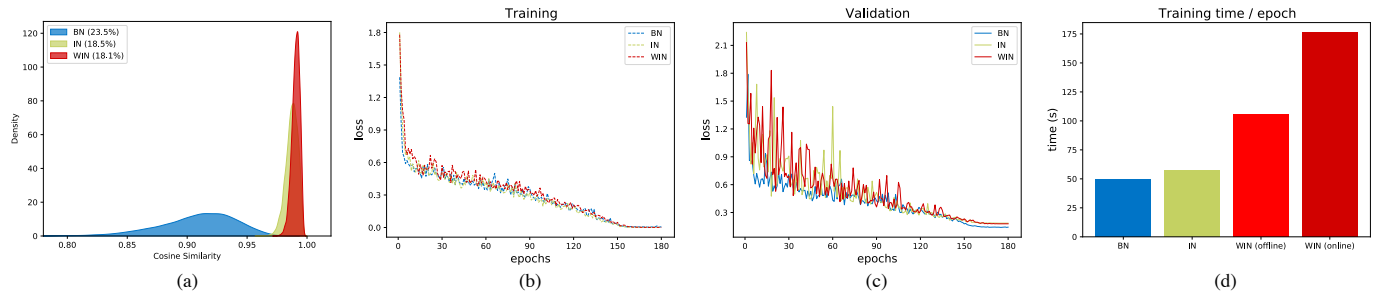 BN (23.5%)
IN (18.5%)
WIN (18.1%)
120
100
80
60
40
20
0
Density
0.80 0.85 0.90 0.95 1.00
Cosine Similarity
(a)
Training
BN
IN
WIN
1.8
1.5
1.2
0.9
0.6
0.3
0.0
loss
0 30 60 90 120 150 180
epochs
(b)
Validation
BN
IN
WIN
2.1
1.8
1.5
1.2
0.9
0.6
0.3
loss
0 30 60 90 120 150 180
epochs
(c)
Training time / epoch
175
150
125
100
75
50
25
0
time (s)
BN IN WIN (offline) WIN (online)
(d)